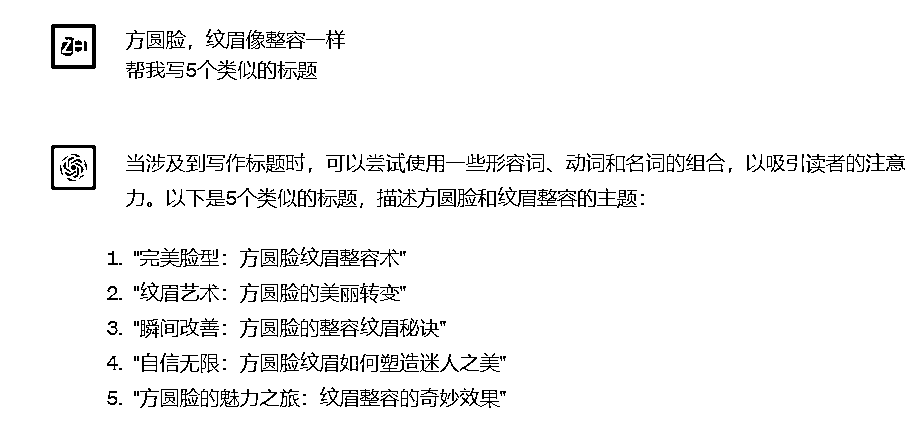 方圆脸，纹眉像整容一样
帮我写5个类似的标题
当涉及到写作标题时，可以尝试使用一些形容词、动词和名词的组合，以吸引读者的注意
力。以下是5个类似的标题，描述方圆脸和纹眉整容的主题：
1. "完美脸型：方圆脸纹眉整容术"
2. "纹眉艺术：方圆脸的美丽转变"
3. "瞬间改善：方圆脸的整容纹眉秘诀"
4. "自信无限：方圆脸纹眉如何塑造迷人之美"
5. "方圆脸的魅力之旅：纹眉整容的奇妙效果"